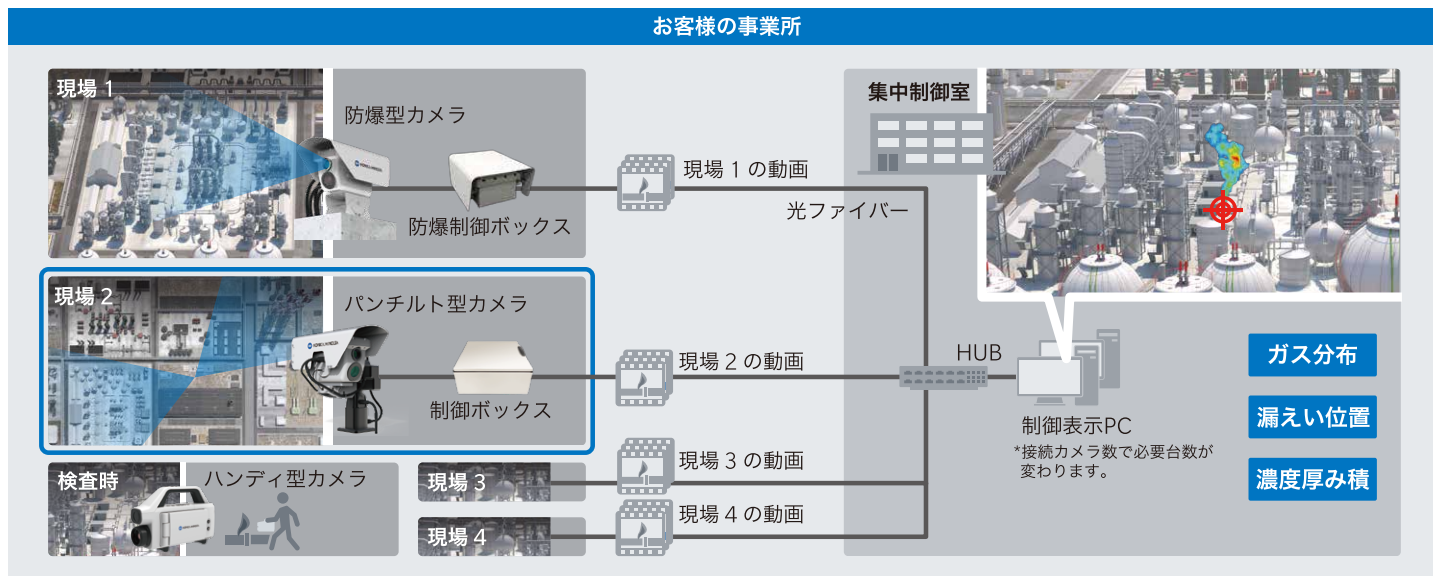 お客様の事業所
現場 1
防爆型カメラ
防爆制御ボックス
現場 1 の動画
光ファイバー
集中制御室
現場 2
パンチルト型カメラ
制御ボックス
現場 2 の動画
HUB
制御表示PC
*接続カメラ数で必要台数が
変わります。
ガス分布
漏えい位置
濃度厚み積
検査時
ハンディ型カメラ
現場 3
現場 3 の動画
現場 4
現場 4 の動画